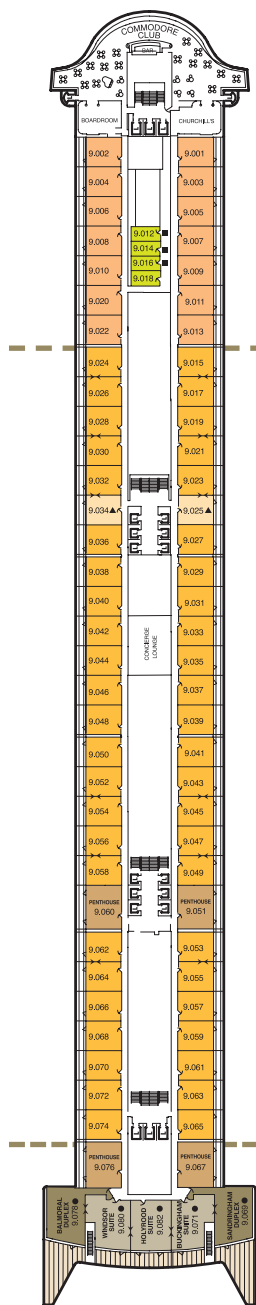 COMMODORE
CLUB
BAR
BOARDROOM
CHURCHILL'S
9.002 9.001
9.004 9.003
9.006 9.005
9.012
9.008 9.014 9.007
9.016
9.010 9.018 9.009
9.020 9.011
9.022 9.013
9.024 9.015
9.026 9.017
9.028 9.019
9.030 9.021
9.032 9.023
9.034 9.025
9.036 9.027
9.038 9.029
9.040 9.031
9.042 9.033
CONCIERGE
LOUNGE
9.044 9.035
9.046 9.037
9.048 9.039
9.050 9.041
9.052 9.043
9.054 9.045
9.056 9.047
9.058 9.049
PENTHOUSE PENTHOUSE
9.060 9.051
9.062 9.053
9.064 9.055
9.066 9.057
9.068 9.059
9.070 9.061
9.072 9.063
9.074 9.065
PENTHOUSE PENTHOUSE
9.076 9.067
BALMORAL
DUPLEX
9.078
WINDSOR
SUITE
9.080
HOLYROOD
SUITE
9.082
BUCKINGHAM
SUITE
9.071
SANDRINGHAM
DUPLEX
9.069